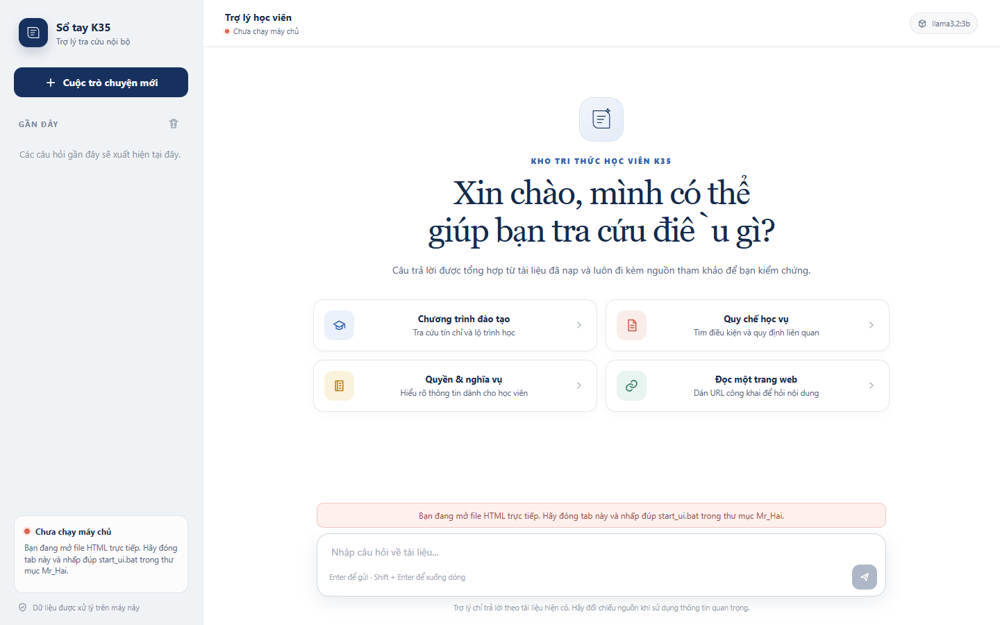 Sổ tay K35
Trợ lý tra cứu nội bộ
Cuộc trò chuyện mới
GẦN ĐÂY
Các câu hỏi gần đây sẽ xuất hiện tại đây.
Chưa chạy máy chủ
Bạn đang mở file HTML trực tiếp. Hãy đóng
tab này và nhấp đúp start_ui.bat trong thư
mục Mr_Hai.
Dữ liệu được xử lý trên máy này
Trợ lý học viên
Chưa chạy máy chủ
llama3.2:3b
KHO TRI THỨC HỌC VIÊN K35
Xin chào, mình có thể
giúp bạn tra cứu điều gì?
Câu trả lời được tổng hợp từ tài liệu đã nạp và luôn đi kèm nguồn tham khảo để bạn kiểm chứng.
Chương trình đào tạo
Tra cứu tín chỉ và lộ trình học
Quy chế học vụ
Tìm điều kiện và quy định liên quan
Quyền & nghĩa vụ
Hiểu rõ thông tin dành cho học viên
Đọc một trang web
Dán URL công khai để hỏi nội dung
Bạn đang mở file HTML trực tiếp. Hãy đóng tab này và nhấp đúp start_ui.bat trong thư mục Mr_Hai.
Nhập câu hỏi về tài liệu...
Enter để gửi · Shift + Enter để xuống dòng
Trợ lý chỉ trả lời theo tài liệu hiện có. Hãy đối chiếu nguồn khi sử dụng thông tin quan trọng.